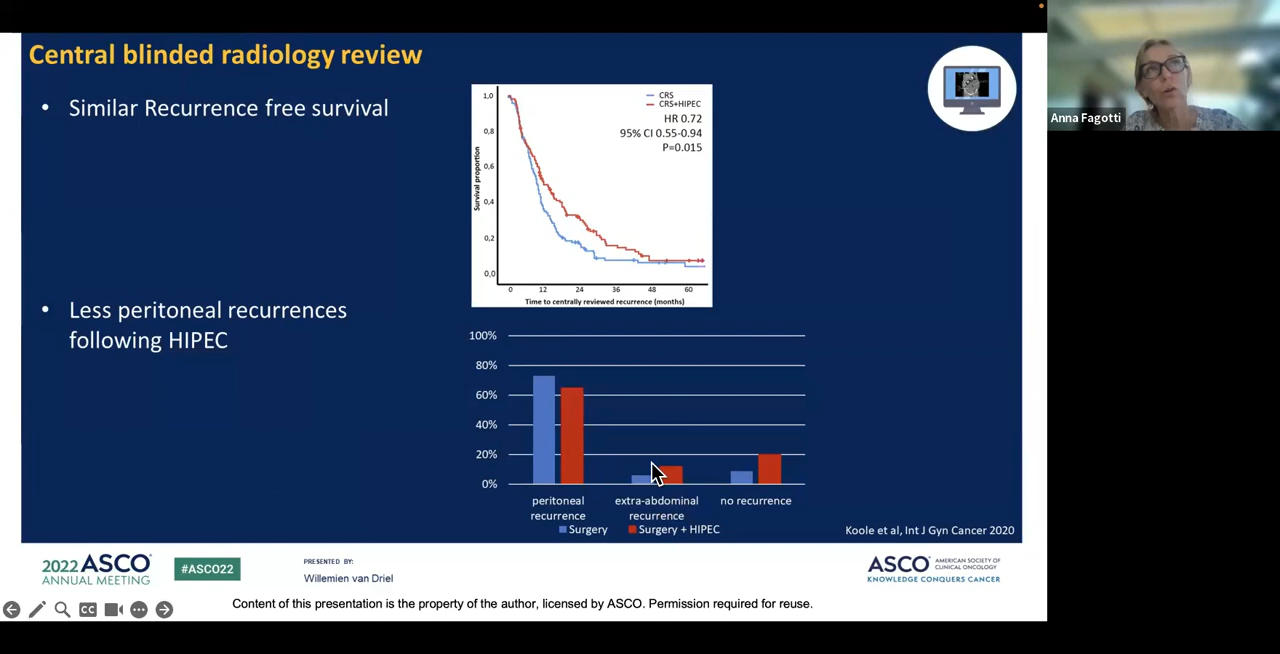 Central blinded radiology review
• Similar Recurrence free survival
1,0
0,8
0,6
0,4
0,2
0,0
Survival proportion
CRS
CRS+HIPEC
HR 0.72
95% CI 0.55-0.94
P=0.015
0 12 24 36 48 60
Time to centrally reviewed recurrence (months)
Anna Fagotti
• Less peritoneal recurrences
following HIPEC
100%
80%
60%
40%
20%
0%
peritoneal
recurrence
extra-abdominal
recurrence
no recurrence
Surgery
Surgery + HIPEC
Koole et al, Int J Gyn Cancer 2020
2022 ASCO
ANNUAL MEETING
#ASCO22
PRESENTED BY:
Willemien van Driel
ASCO
AMERICAN SOCIETY OF
CLINICAL ONCOLOGY
KNOWLEDGE CONQUERS CANCER
Content of this presentation is the property of the author, licensed by ASCO. Permission required for reuse.
CC